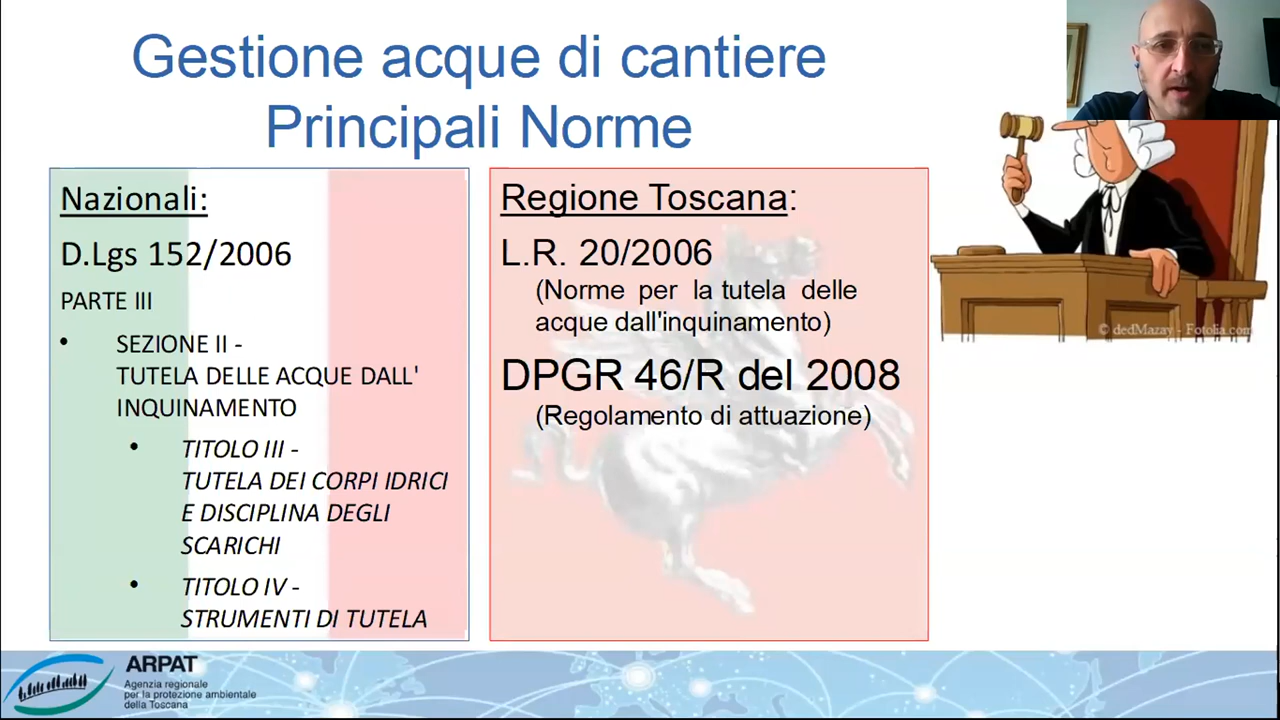 Gestione acque di cantiere
Principali Norme
Nazionali:
D.Lgs 152/2006
PARTE III
• SEZIONE II -
TUTELA DELLE ACQUE DALL'
INQUINAMENTO
• TITOLO III -
TUTELA DEI CORPI IDRICI
E DISCIPLINA DEGLI
SCARICHI
• TITOLO IV -
STRUMENTI DI TUTELA
Regione Toscana:
L.R. 20/2006
(Norme per la tutela delle
acque dall'inquinamento)
DPGR 46/R del 2008
(Regolamento di attuazione)
© dedMazay - Fotolia.com
ARPAT
Agenzia regionale
per la protezione ambientale
della Toscana